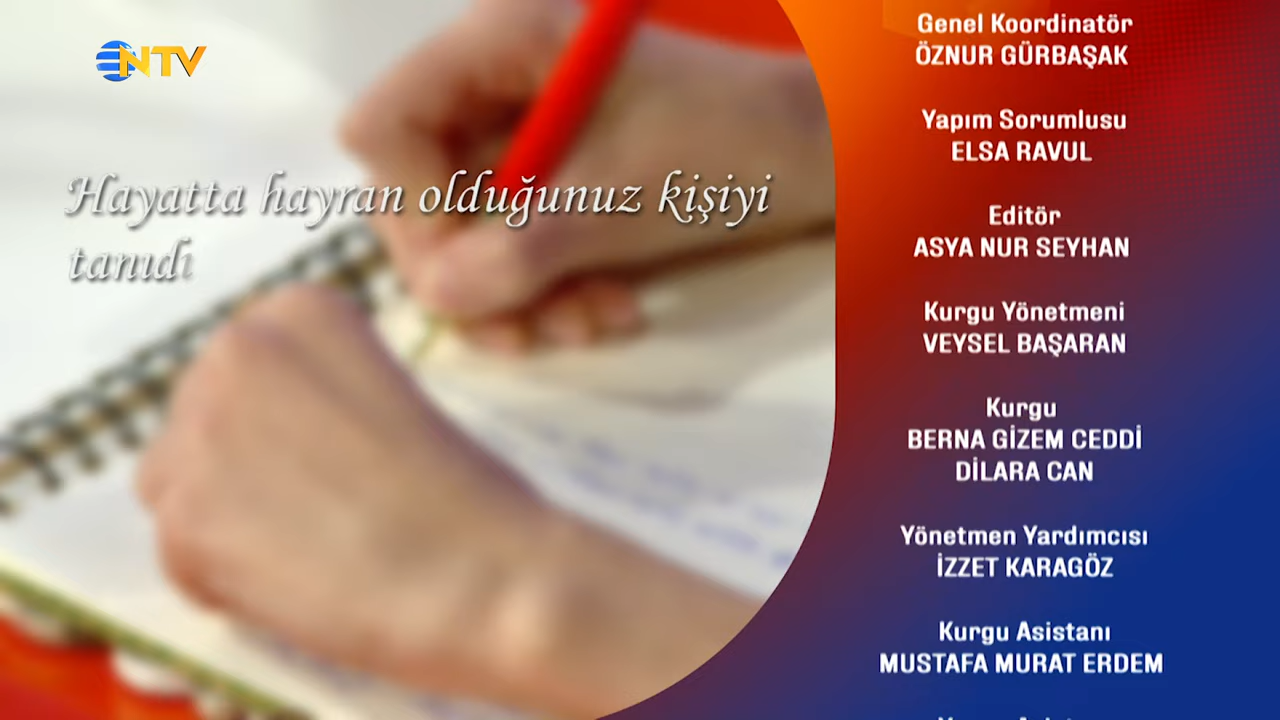 NTV
Hayatta hayran olduğunuz kişiyi
tanıdı
Genel Koordinatör
ÖZNUR GÜRBAŞAK
Yapım Sorumlusu
ELSA RAVUL
Editör
ASYA NUR SEYHAN
Kurgu Yönetmeni
VEYSEL BAŞARAN
Kurgu
BERNA GİZEM CEDDİ
DİLARA CAN
Yönetmen Yardımcısı
İZZET KARAGÖZ
Kurgu Asistanı
MUSTAFA MURAT ERDEM